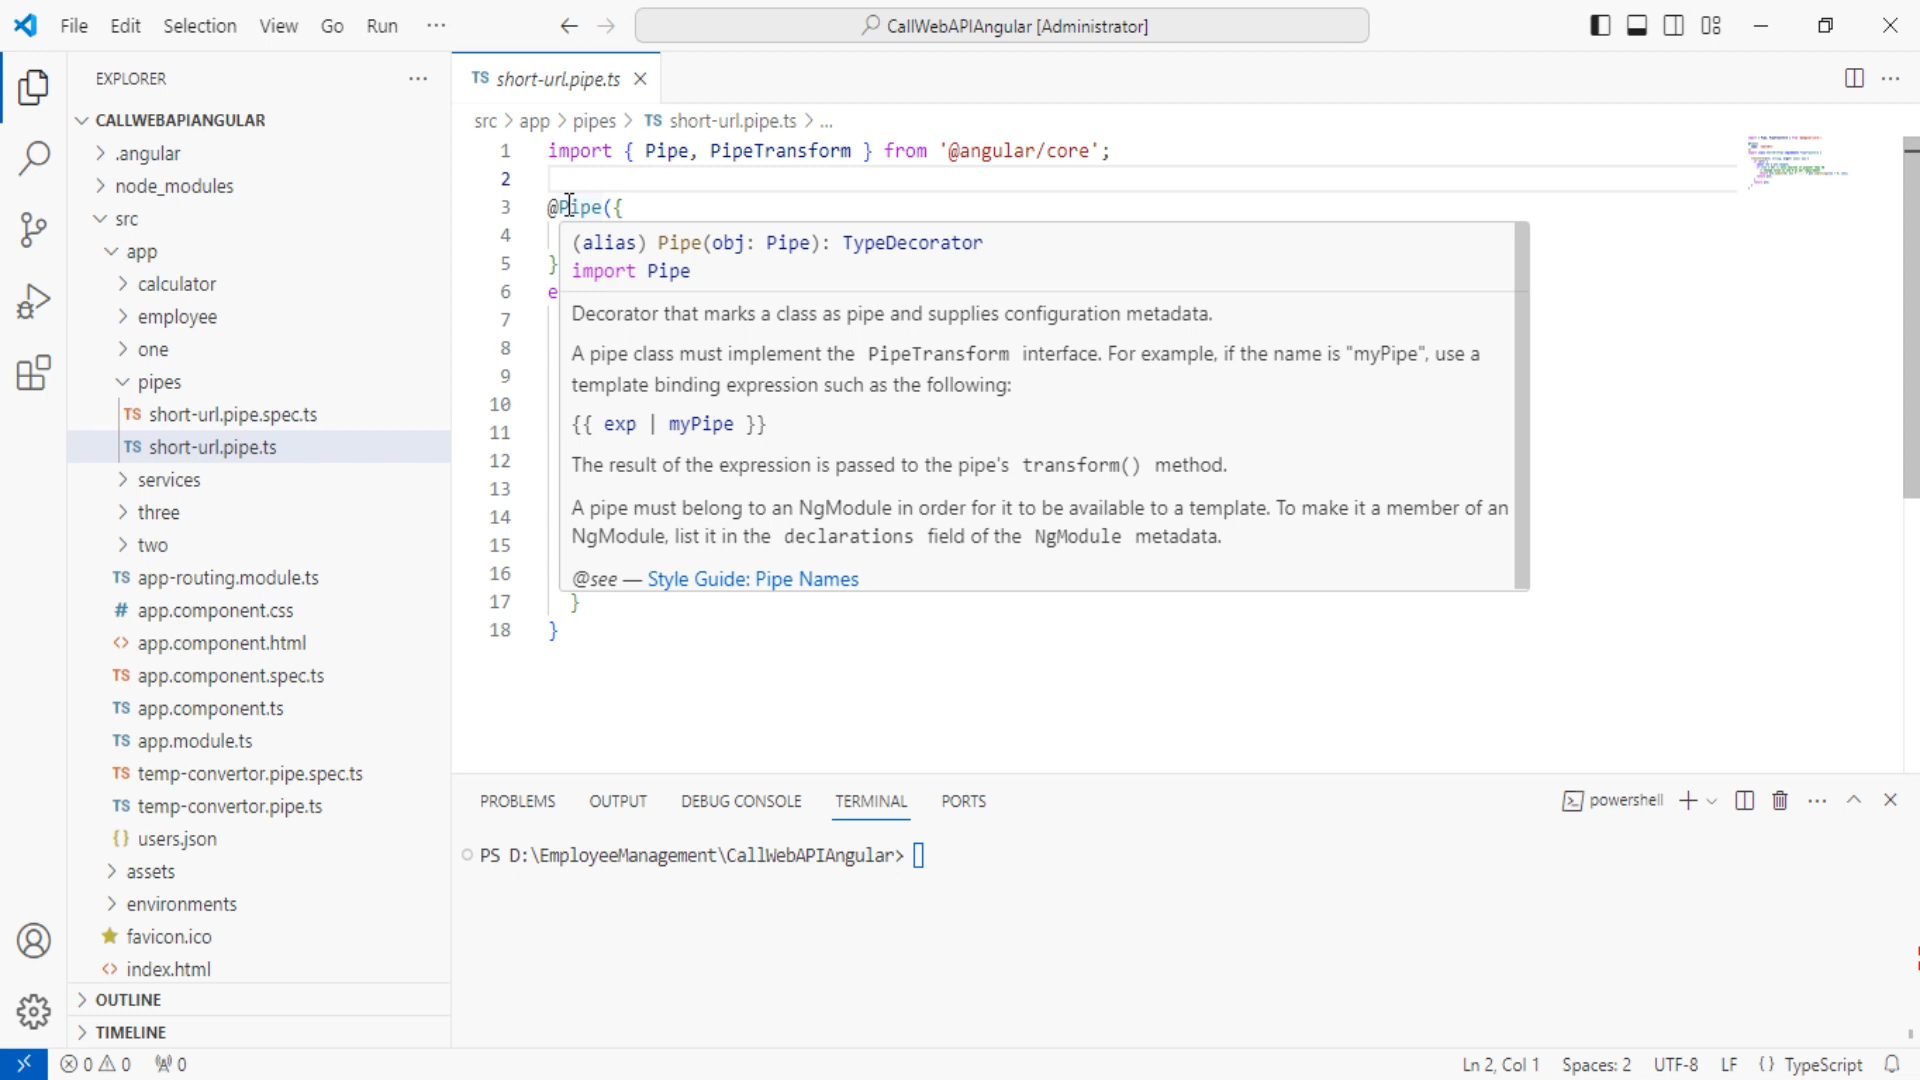 File Edit Selection View Go Run ···
CallWebAPIAngular [Administrator]
EXPLORER ···
CALLWEBAPIANGULAR
.angular
node_modules
src
app
calculator
employee
one
pipes
TS short-url.pipe.spec.ts
TS short-url.pipe.ts
services
three
two
TS app-routing.module.ts
# app.component.css
<> app.component.html
TS app.component.spec.ts
TS app.component.ts
TS app.module.ts
TS temp-convertor.pipe.spec.ts
TS temp-convertor.pipe.ts
{} users.json
assets
environments
favicon.ico
<> index.html
OUTLINE
TIMELINE
TS short-url.pipe.ts
src > app > pipes > TS short-url.pipe.ts > ...
1 import { Pipe, PipeTransform } from '@angular/core';
2
3 @Pipe({
4
5 }
6 e
7
8
9
10
11
12
13
14
15
16
17 }
18 }
(alias) Pipe(obj: Pipe): TypeDecorator
import Pipe
Decorator that marks a class as pipe and supplies configuration metadata.
A pipe class must implement the PipeTransform interface. For example, if the name is "myPipe", use a
template binding expression such as the following:
{{ exp | myPipe }}
The result of the expression is passed to the pipe's transform() method.
A pipe must belong to an NgModule in order for it to be available to a template. To make it a member of an
NgModule, list it in the declarations field of the NgModule metadata.
@see — Style Guide: Pipe Names
PROBLEMS OUTPUT DEBUG CONSOLE TERMINAL PORTS
powershell
PS D:\EmployeeManagement\CallWebAPIAngular>
0 0 0
Ln 2, Col 1 Spaces: 2 UTF-8 LF {} TypeScript